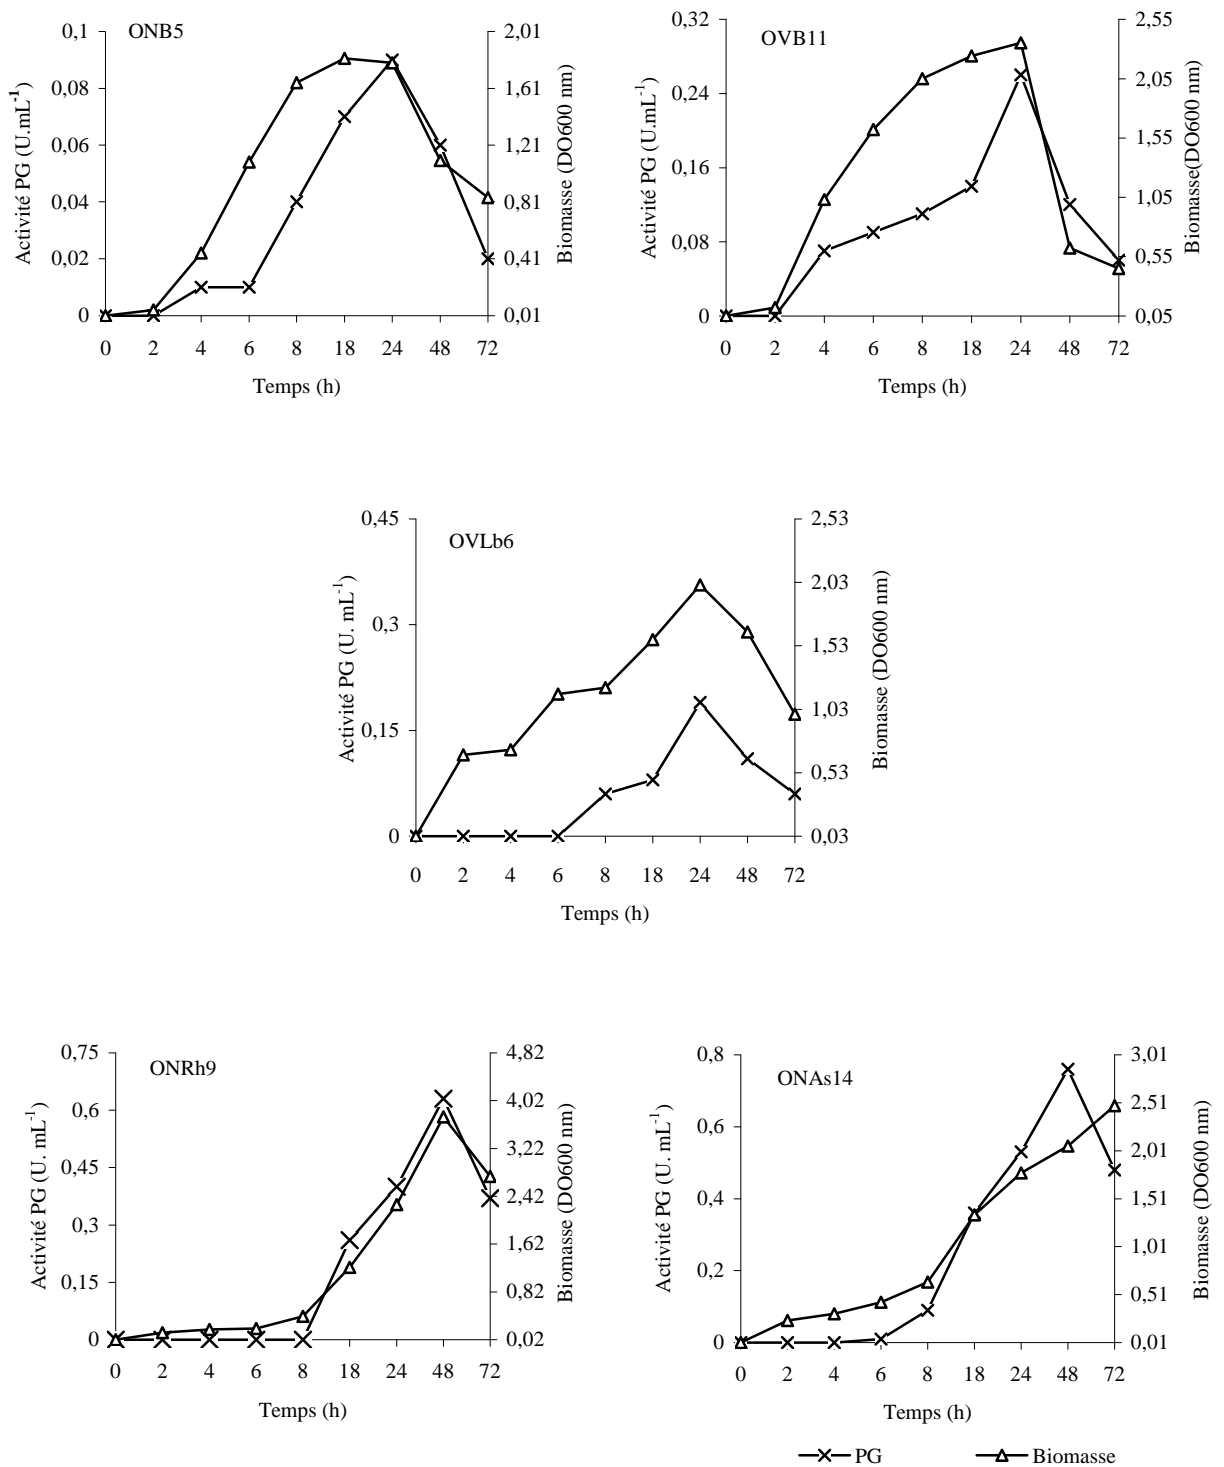 ONB5
0,1
0,08
0,06
0,04
0,02
0
Activité PG (U.mL-1)
2,01
1,61
1,21
0,81
0,41
0,01
Biomasse (DO600 nm)
0 2 4 6 8 18 24 48 72
Temps (h)
OVB11
0,32
0,24
0,16
0,08
0
Activité PG (U.mL-1)
2,55
2,05
1,55
1,05
0,55
0,05
Biomasse(DO600 nm)
0 2 4 6 8 18 24 48 72
Temps (h)
OVLb6
0,45
0,3
0,15
0
Activité PG (U. mL-1)
2,53
2,03
1,53
1,03
0,53
0,03
Biomasse (DO600 nm)
0 2 4 6 8 18 24 48 72
Temps (h)
ONRh9
0,75
0,6
0,45
0,3
0,15
0
Activité PG (U. mL-1)
4,82
4,02
3,22
2,42
1,62
0,82
0,02
Biomasse (DO600 nm)
0 2 4 6 8 18 24 48 72
Temps (h)
ONAs14
0,8
0,6
0,4
0,2
0
Activité PG (U. mL-1)
3,01
2,51
2,01
1,51
1,01
0,51
0,01
Biomasse (DO600 nm)
0 2 4 6 8 18 24 48 72
Temps (h)
PG Biomasse